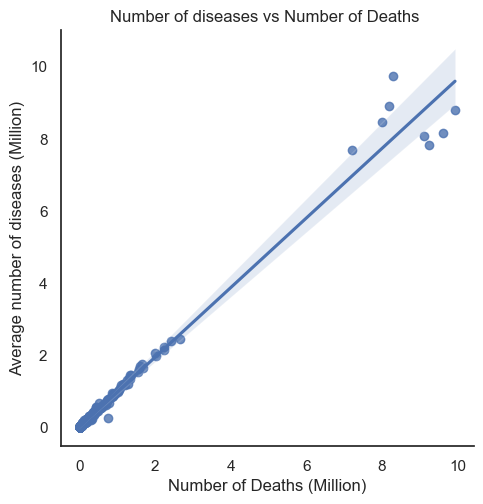 Number of diseases vs Number of Deaths
Average number of diseases (Million)
10
8
6
4
2
0
0 2 4 6 8 10
Number of Deaths (Million)